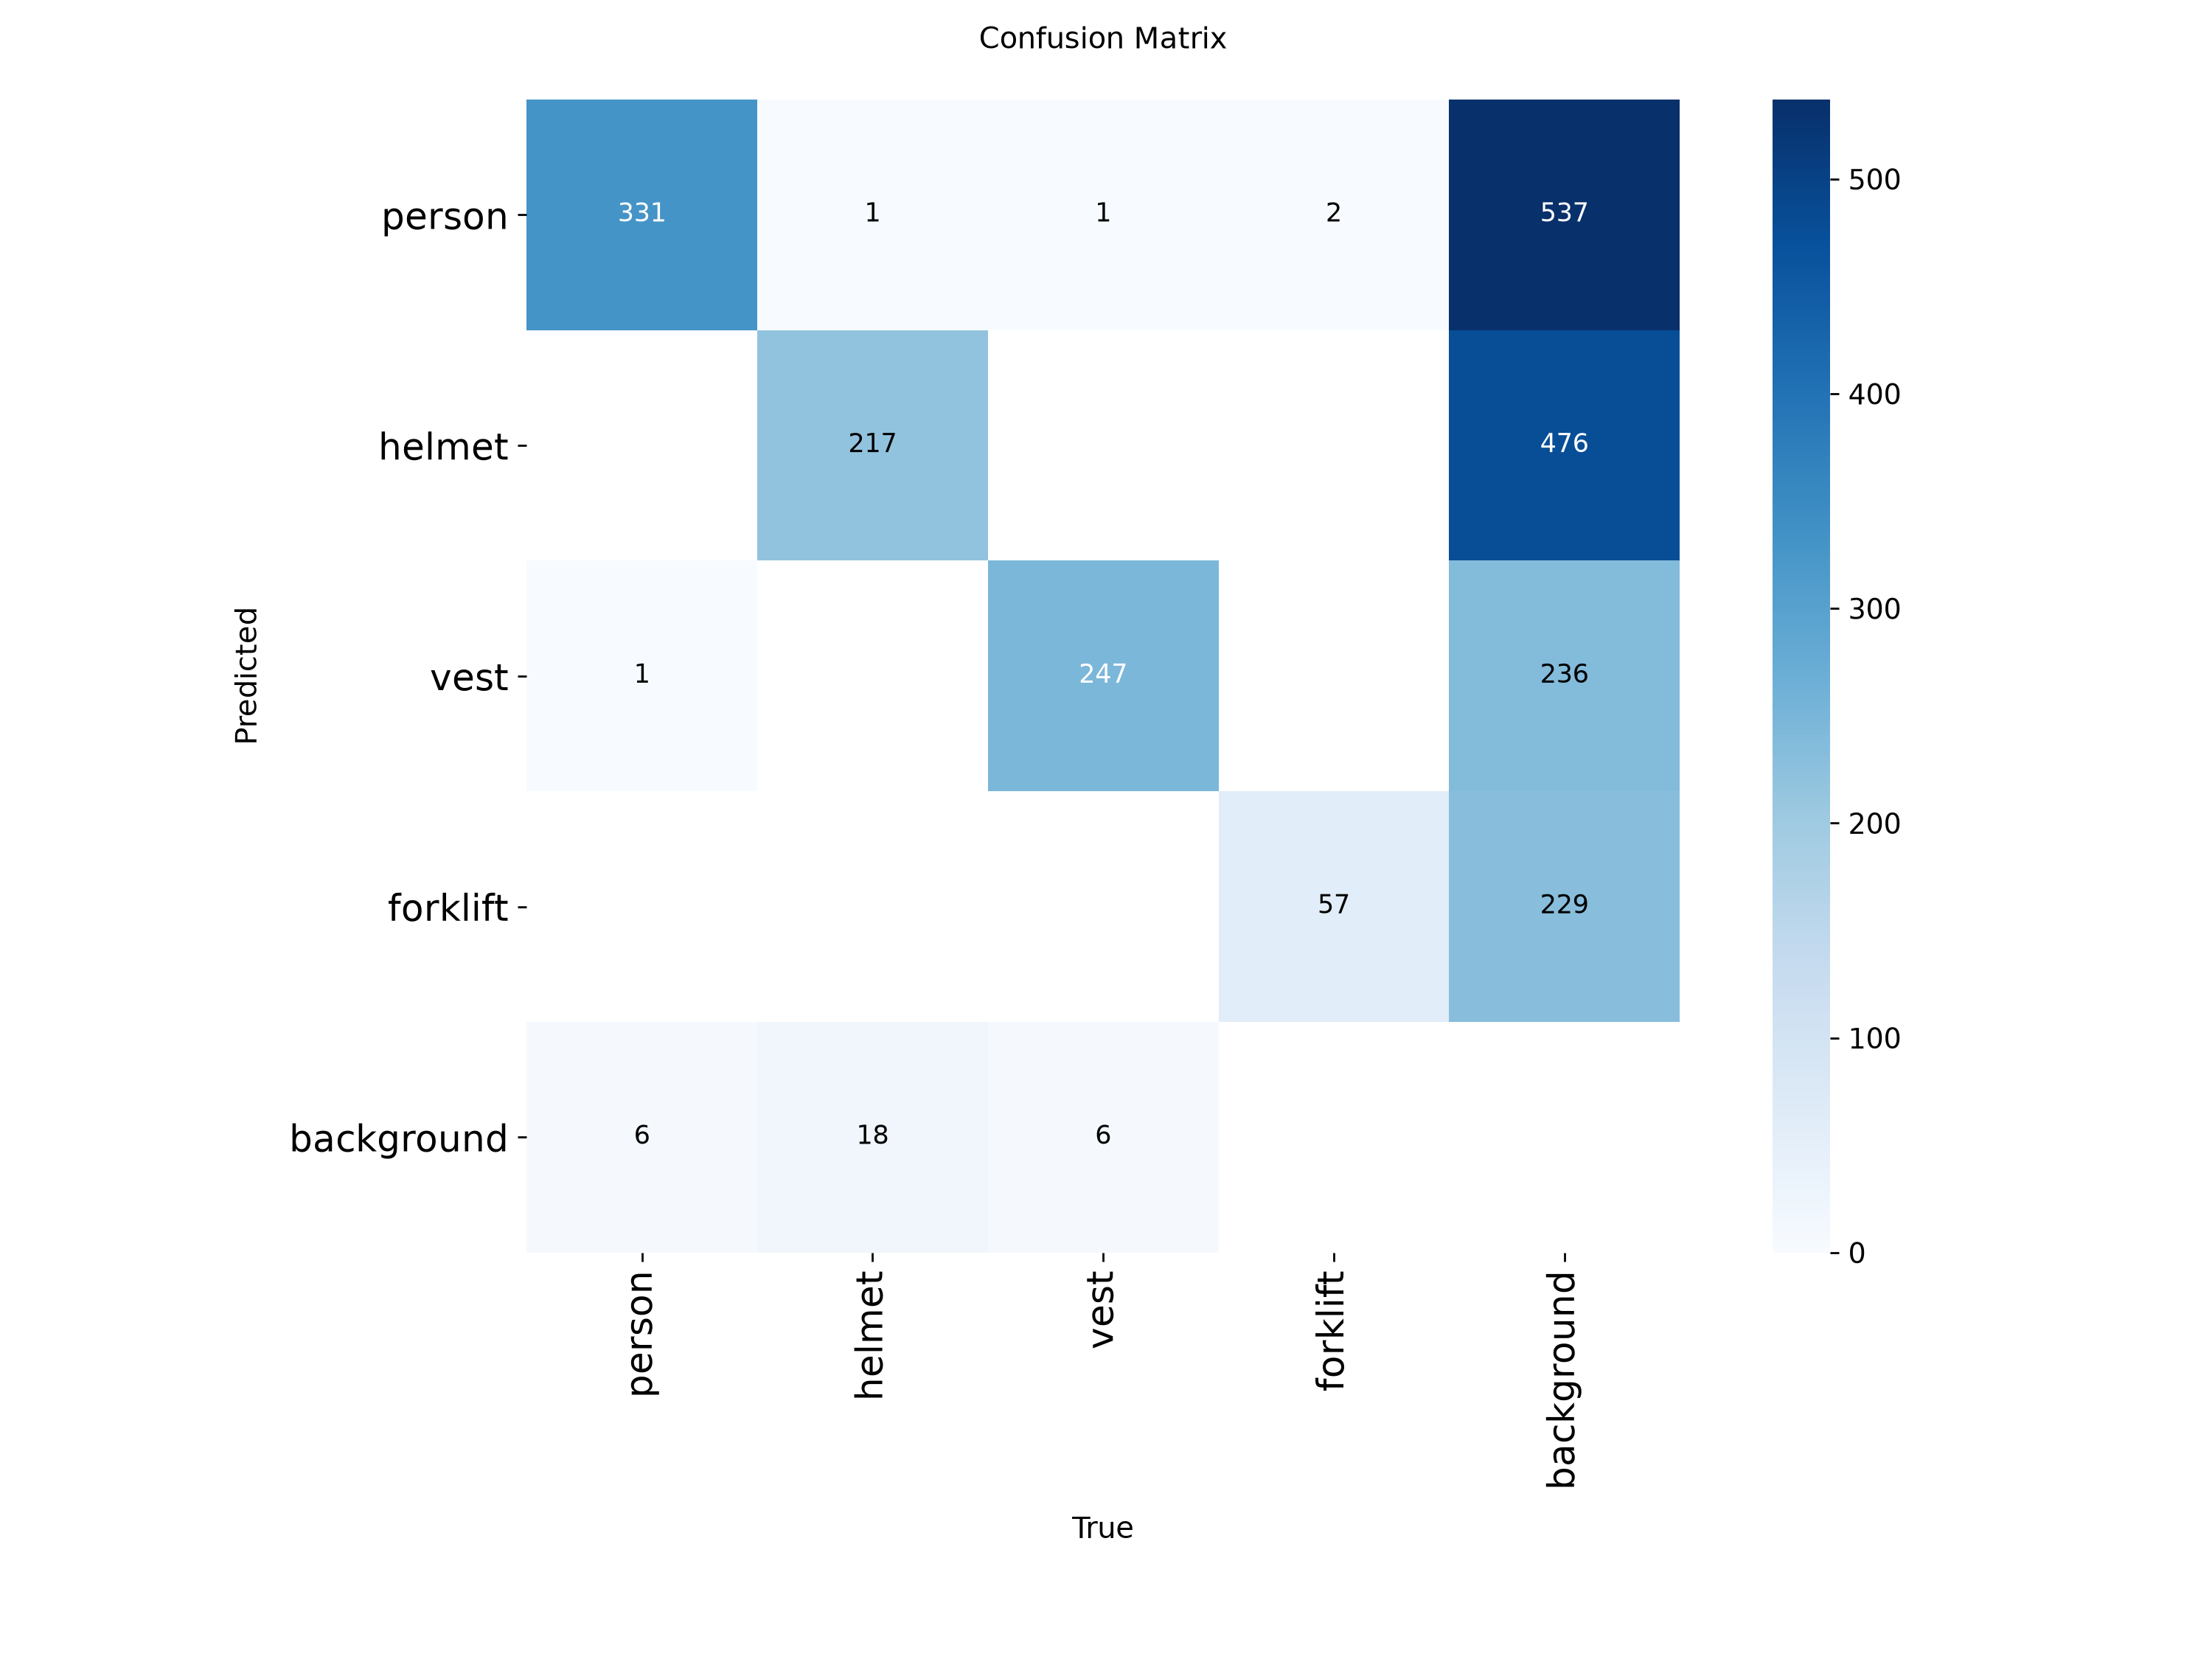 Confusion Matrix
person 331 1 1 2 537
helmet 217 476
vest 1 247 236
forklift 57 229
background 6 18 6
Predicted
person
helmet
vest
forklift
background
True
500
400
300
200
100
0